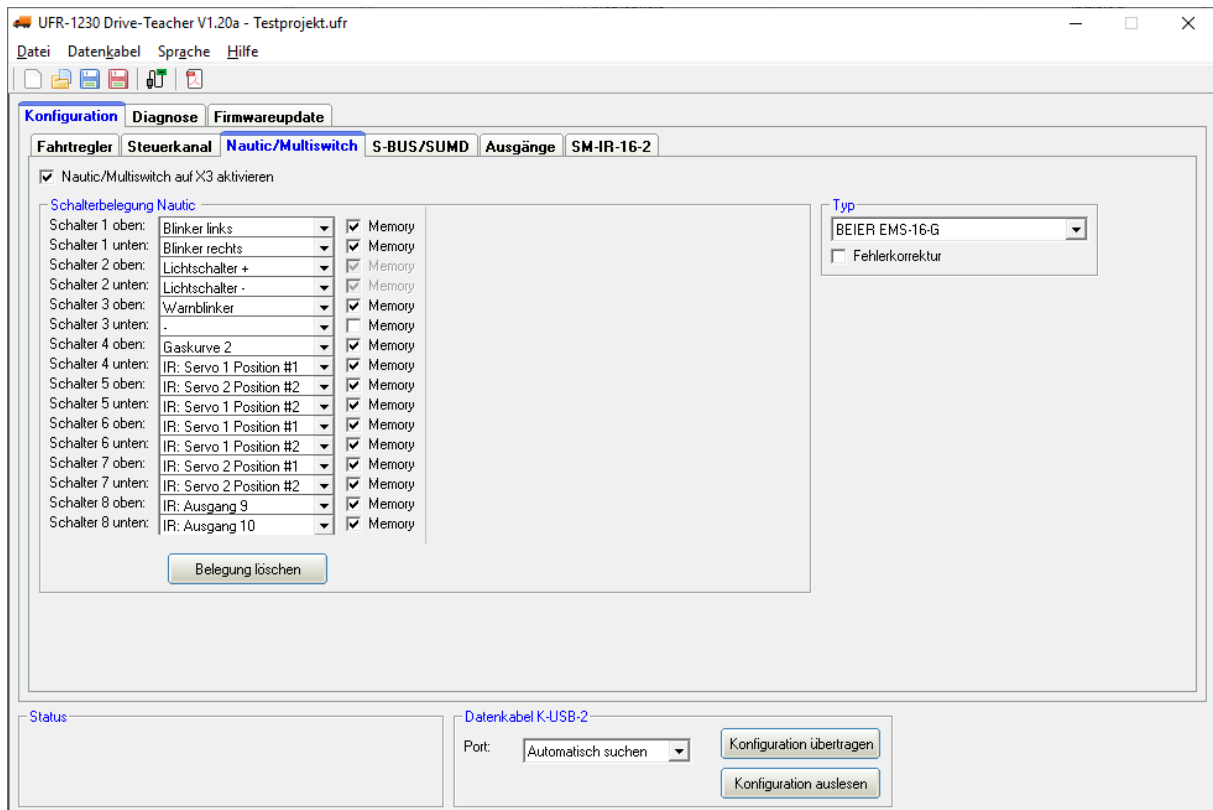 UFR-1230 Drive-Teacher V1.20a - Testprojekt.ufr
Datei Datenkabel Sprache Hilfe
Konfiguration Diagnose Firmwareupdate
Fahrtregler Steuerkanal Nautic/Multiswitch S-BUS/SUMD Ausgänge SM-IR-16-2
Nautic/Multiswitch auf X3 aktivieren
Schalterbelegung Nautic
Schalter 1 oben: Blinker links Memory
Schalter 1 unten: Blinker rechts Memory
Schalter 2 oben: Lichtschalter + Memory
Schalter 2 unten: Lichtschalter - Memory
Schalter 3 oben: Warnblinker Memory
Schalter 3 unten: - Memory
Schalter 4 oben: Gaskurve 2 Memory
Schalter 4 unten: IR: Servo 1 Position #1 Memory
Schalter 5 oben: IR: Servo 2 Position #2 Memory
Schalter 5 unten: IR: Servo 1 Position #2 Memory
Schalter 6 oben: IR: Servo 1 Position #1 Memory
Schalter 6 unten: IR: Servo 1 Position #2 Memory
Schalter 7 oben: IR: Servo 2 Position #1 Memory
Schalter 7 unten: IR: Servo 2 Position #2 Memory
Schalter 8 oben: IR: Ausgang 9 Memory
Schalter 8 unten: IR: Ausgang 10 Memory
Belegung löschen
Typ
BEIER EMS-16-G
Fehlerkorrektur
Status
Datenkabel K-USB-2
Port: Automatisch suchen
Konfiguration übertragen
Konfiguration auslesen